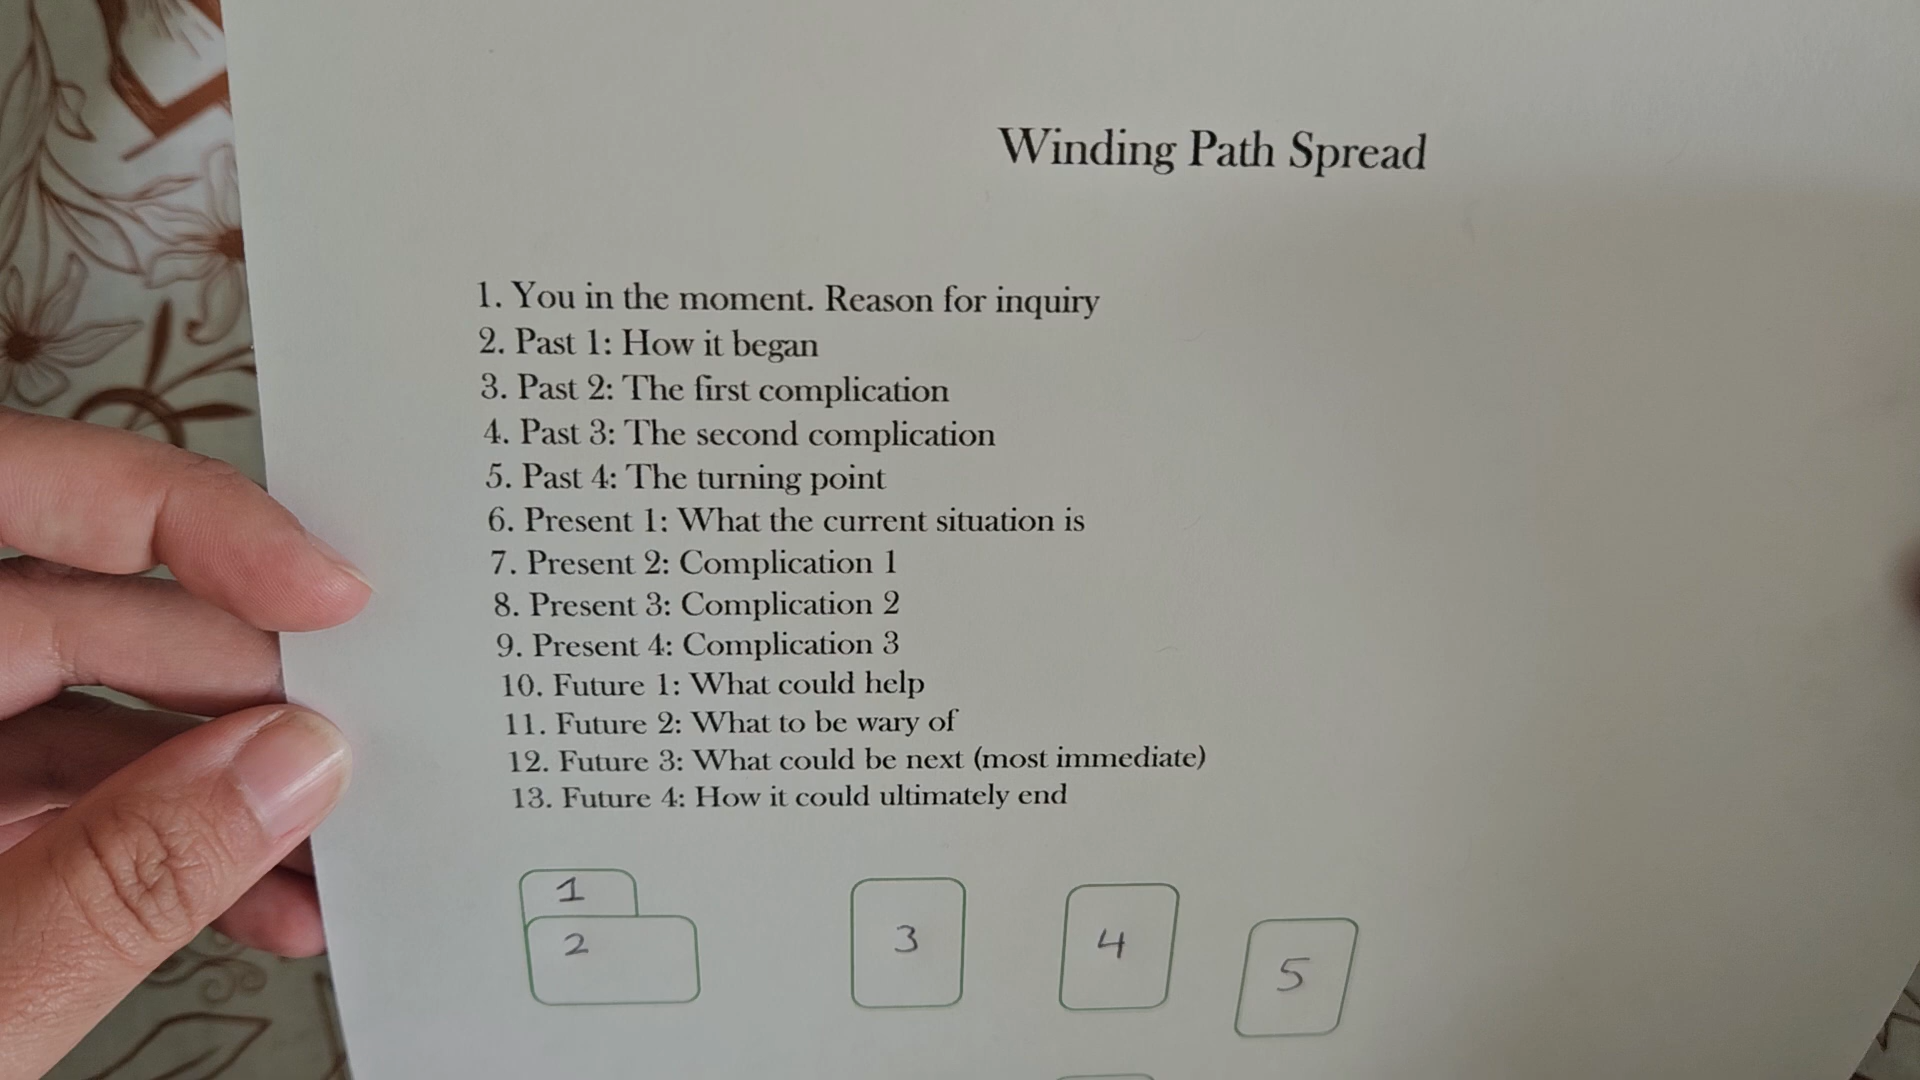 Winding Path Spread
1. You in the moment. Reason for inquiry
2. Past 1: How it began
3. Past 2: The first complication
4. Past 3: The second complication
5. Past 4: The turning point
6. Present 1: What the current situation is
7. Present 2: Complication 1
8. Present 3: Complication 2
9. Present 4: Complication 3
10. Future 1: What could help
11. Future 2: What to be wary of
12. Future 3: What could be next (most immediate)
13. Future 4: How it could ultimately end
1
2
3
4
5